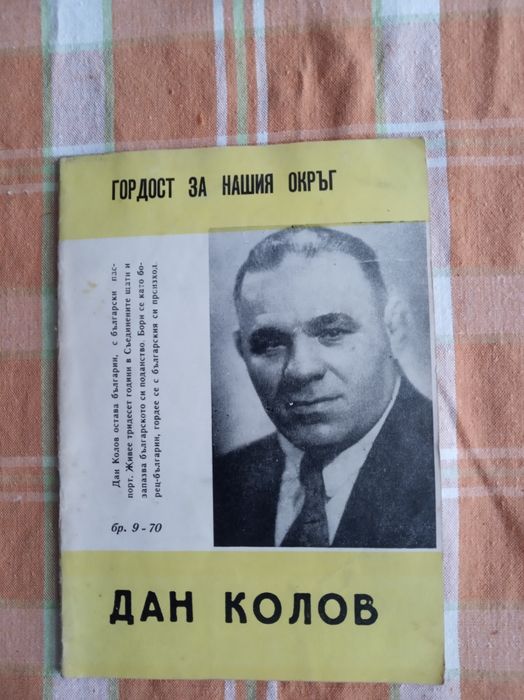 ГОРДОСТ ЗА НАШИЯ ОКРЪГ
Дан Колов остава българин, с български пас-
порт. Живее тридесет години в Съединените щати и
запазва българското си поданство. Бори се като бо-
рец-българин, гордее се с българския си произход.
бр. 9 - 70
ДАН КОЛОВ